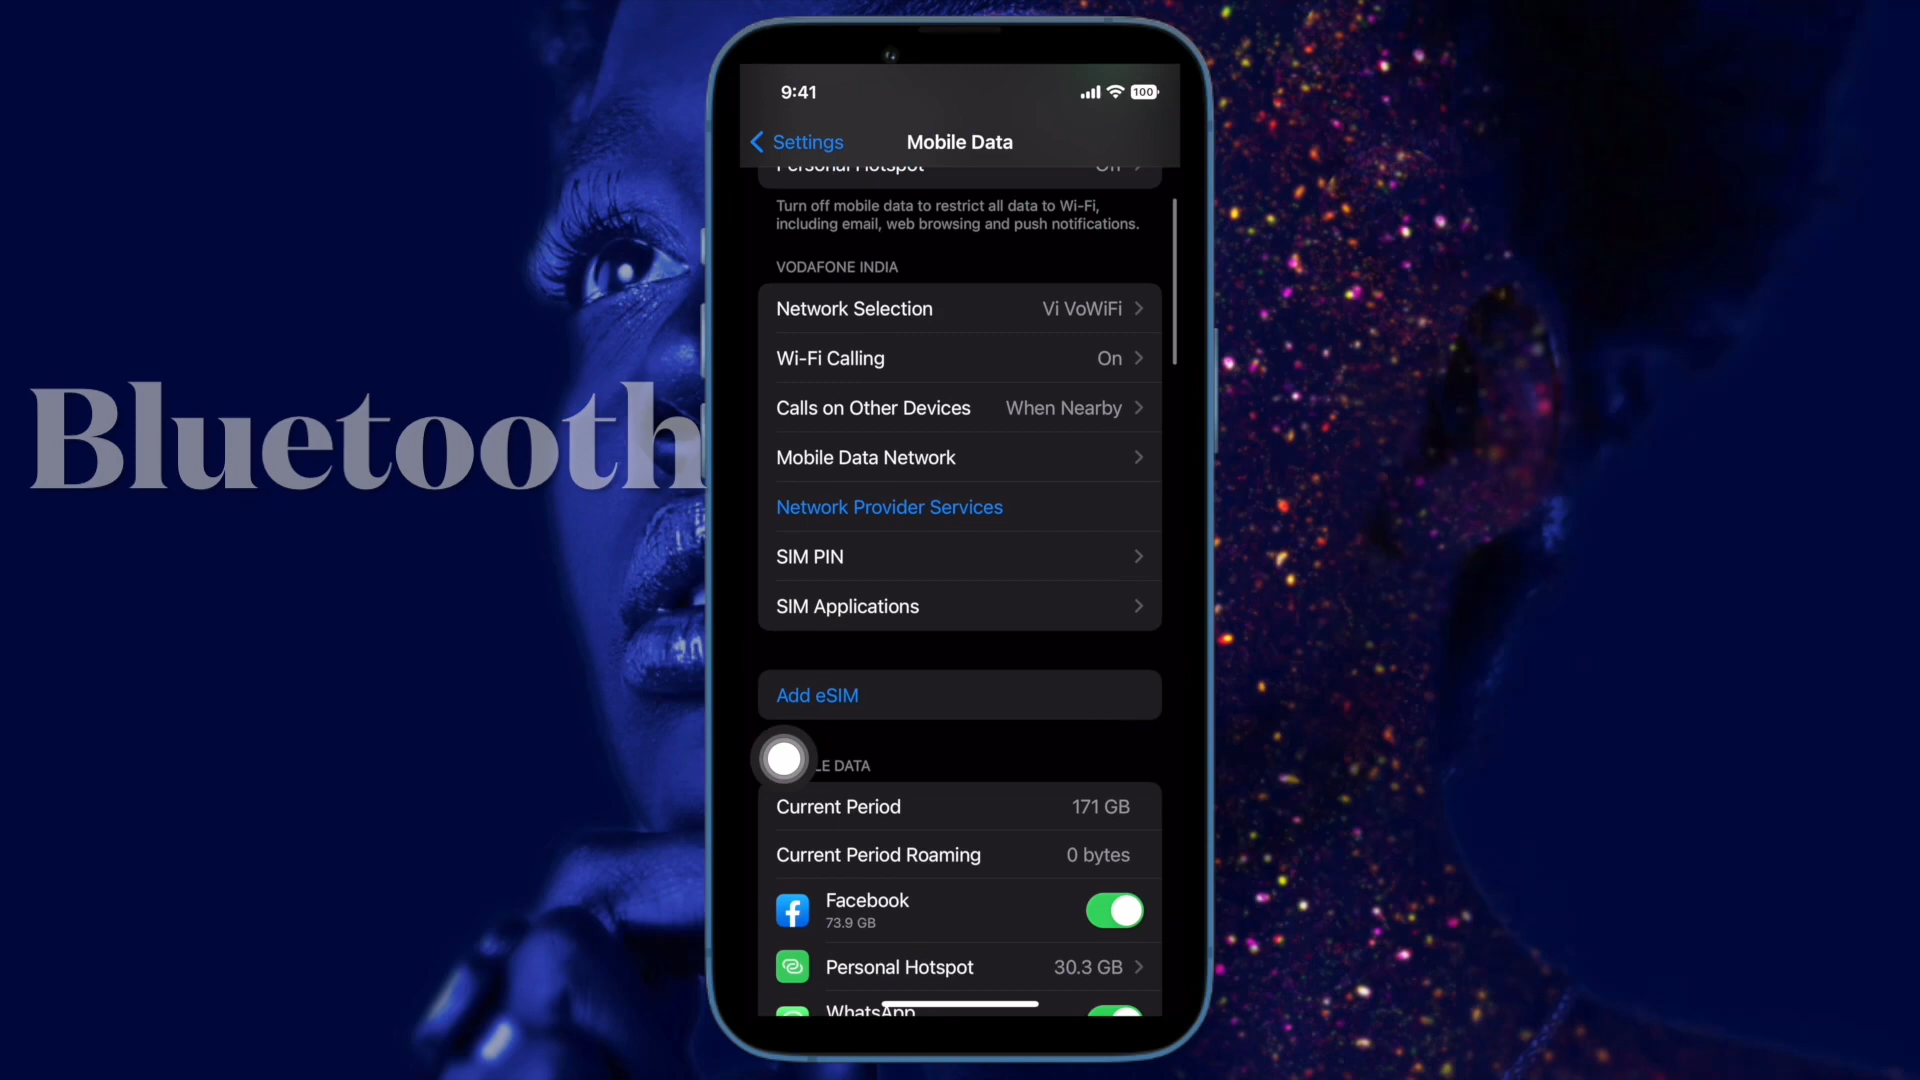 Bluetooth
9:41
100
Settings
Mobile Data
Personal Hotspot
Turn off mobile data to restrict all data to Wi-Fi,
including email, web browsing and push notifications.
VODAFONE INDIA
Network Selection Vi VoWiFi
Wi-Fi Calling On
Calls on Other Devices When Nearby
Mobile Data Network
Network Provider Services
SIM PIN
SIM Applications
Add eSIM
LE DATA
Current Period 171 GB
Current Period Roaming 0 bytes
Facebook
73.9 GB
Personal Hotspot 30.3 GB
WhatsApp